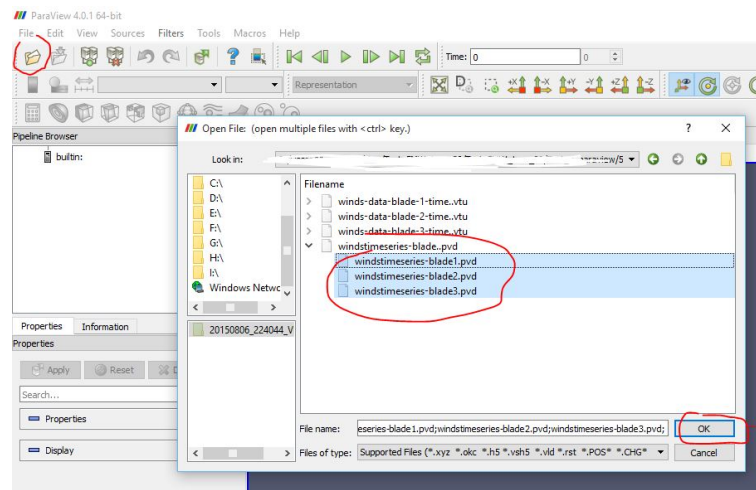 ParaView 4.0.1 64-bit
File Edit View Sources Filters Tools Macros Help
Time: 0
0
Representation
+X -X +Y -Y +Z -Z
Pipeline Browser
builtin:
Open File: (open multiple files with <ctrl> key.)
? X
Look in:
araview/5
C:\
D:\
E:\
F:\
G:\
H:\
I:\
Windows Netwc
20150806_224044_V
Filename
winds-data-blade-1-time..vtu
winds-data-blade-2-time..vtu
winds-data-blade-3-time..vtu
windstimeseries-blade..pvd
windstimeseries-blade1.pvd
windstimeseries-blade2.pvd
windstimeseries-blade3.pvd
Properties Information
Properties
Apply Reset D
Search...
Properties
Display
File name: eseries-blade1.pvd;windstimeseries-blade2.pvd;windstimeseries-blade3.pvd; OK
Files of type: Supported Files (*.xyz *.okc *.h5 *.vsh5 *.vld *.rst *.POS* *.CHG* Cancel